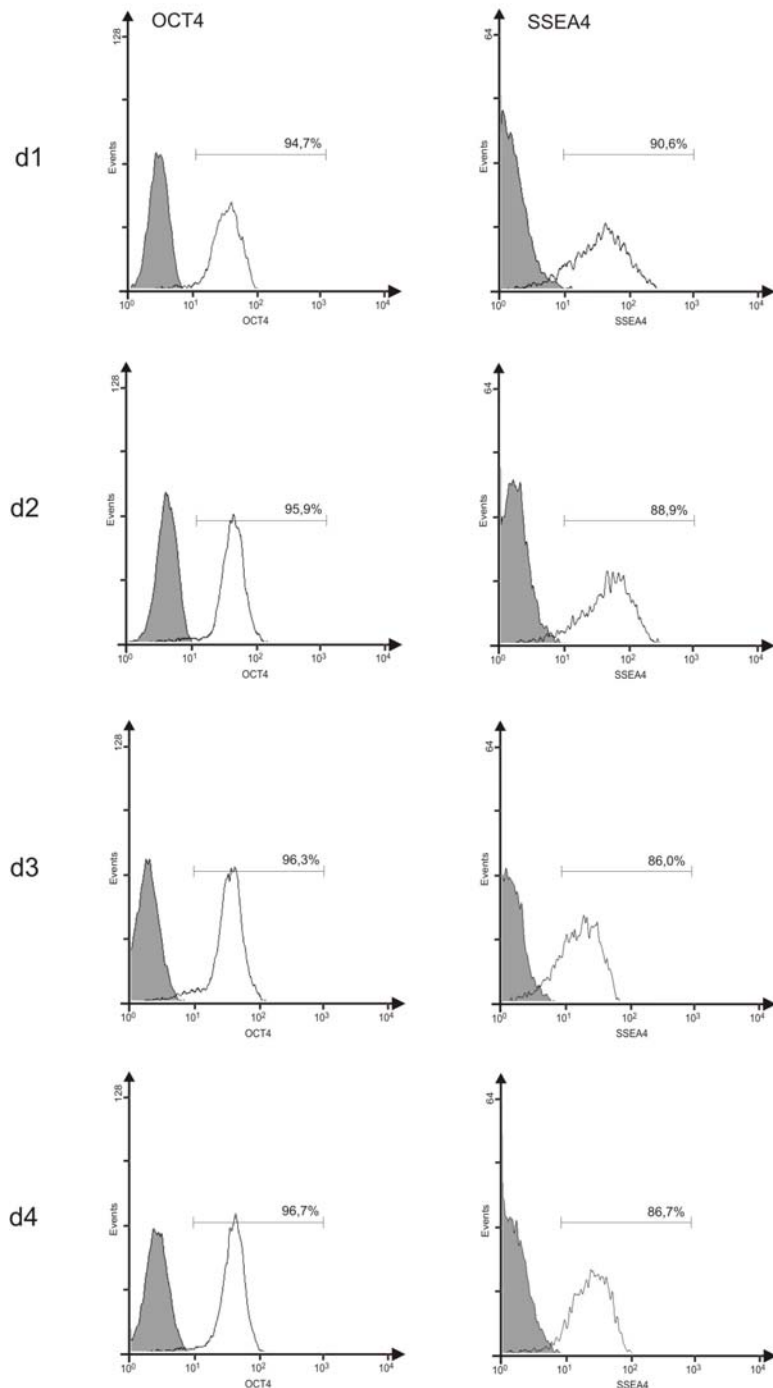 OCT4 SSEA4
d1
128
Events
94,7%
10⁰ 10¹ 10² 10³ 10⁴
OCT4
64
Events
90,6%
10⁰ 10¹ 10² 10³ 10⁴
SSEA4
d2
128
Events
95,9%
10⁰ 10¹ 10² 10³ 10⁴
OCT4
64
Events
88,9%
10⁰ 10¹ 10² 10³ 10⁴
SSEA4
d3
128
Events
96,3%
10⁰ 10¹ 10² 10³ 10⁴
OCT4
64
Events
86,0%
10⁰ 10¹ 10² 10³ 10⁴
SSEA4
d4
128
Events
96,7%
10⁰ 10¹ 10² 10³ 10⁴
OCT4
64
Events
86,7%
10⁰ 10¹ 10² 10³ 10⁴
SSEA4